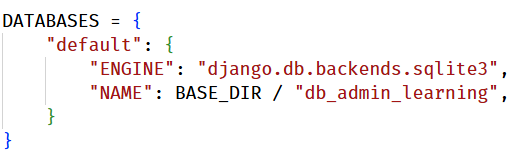 DATABASES = {
    "default": {
        "ENGINE": "django.db.backends.sqlite3",
        "NAME": BASE_DIR / "db_admin_learning",
    }
}